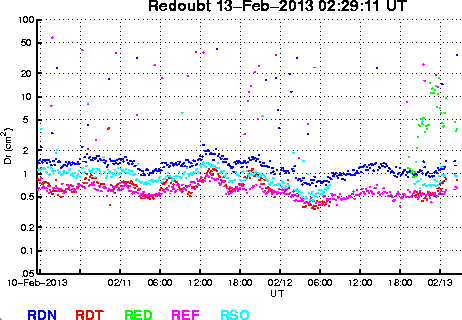 Redoubt 13-Feb-2013 02:29:11 UT
100
50
20
10
5
2
1
0.5
0.2
0.1
.05
Dr (cm²)
10-Feb-2013 02/11 06:00 12:00 18:00 02/12 06:00 12:00 18:00 02/13
UT
RDN RDT RED REF RSO